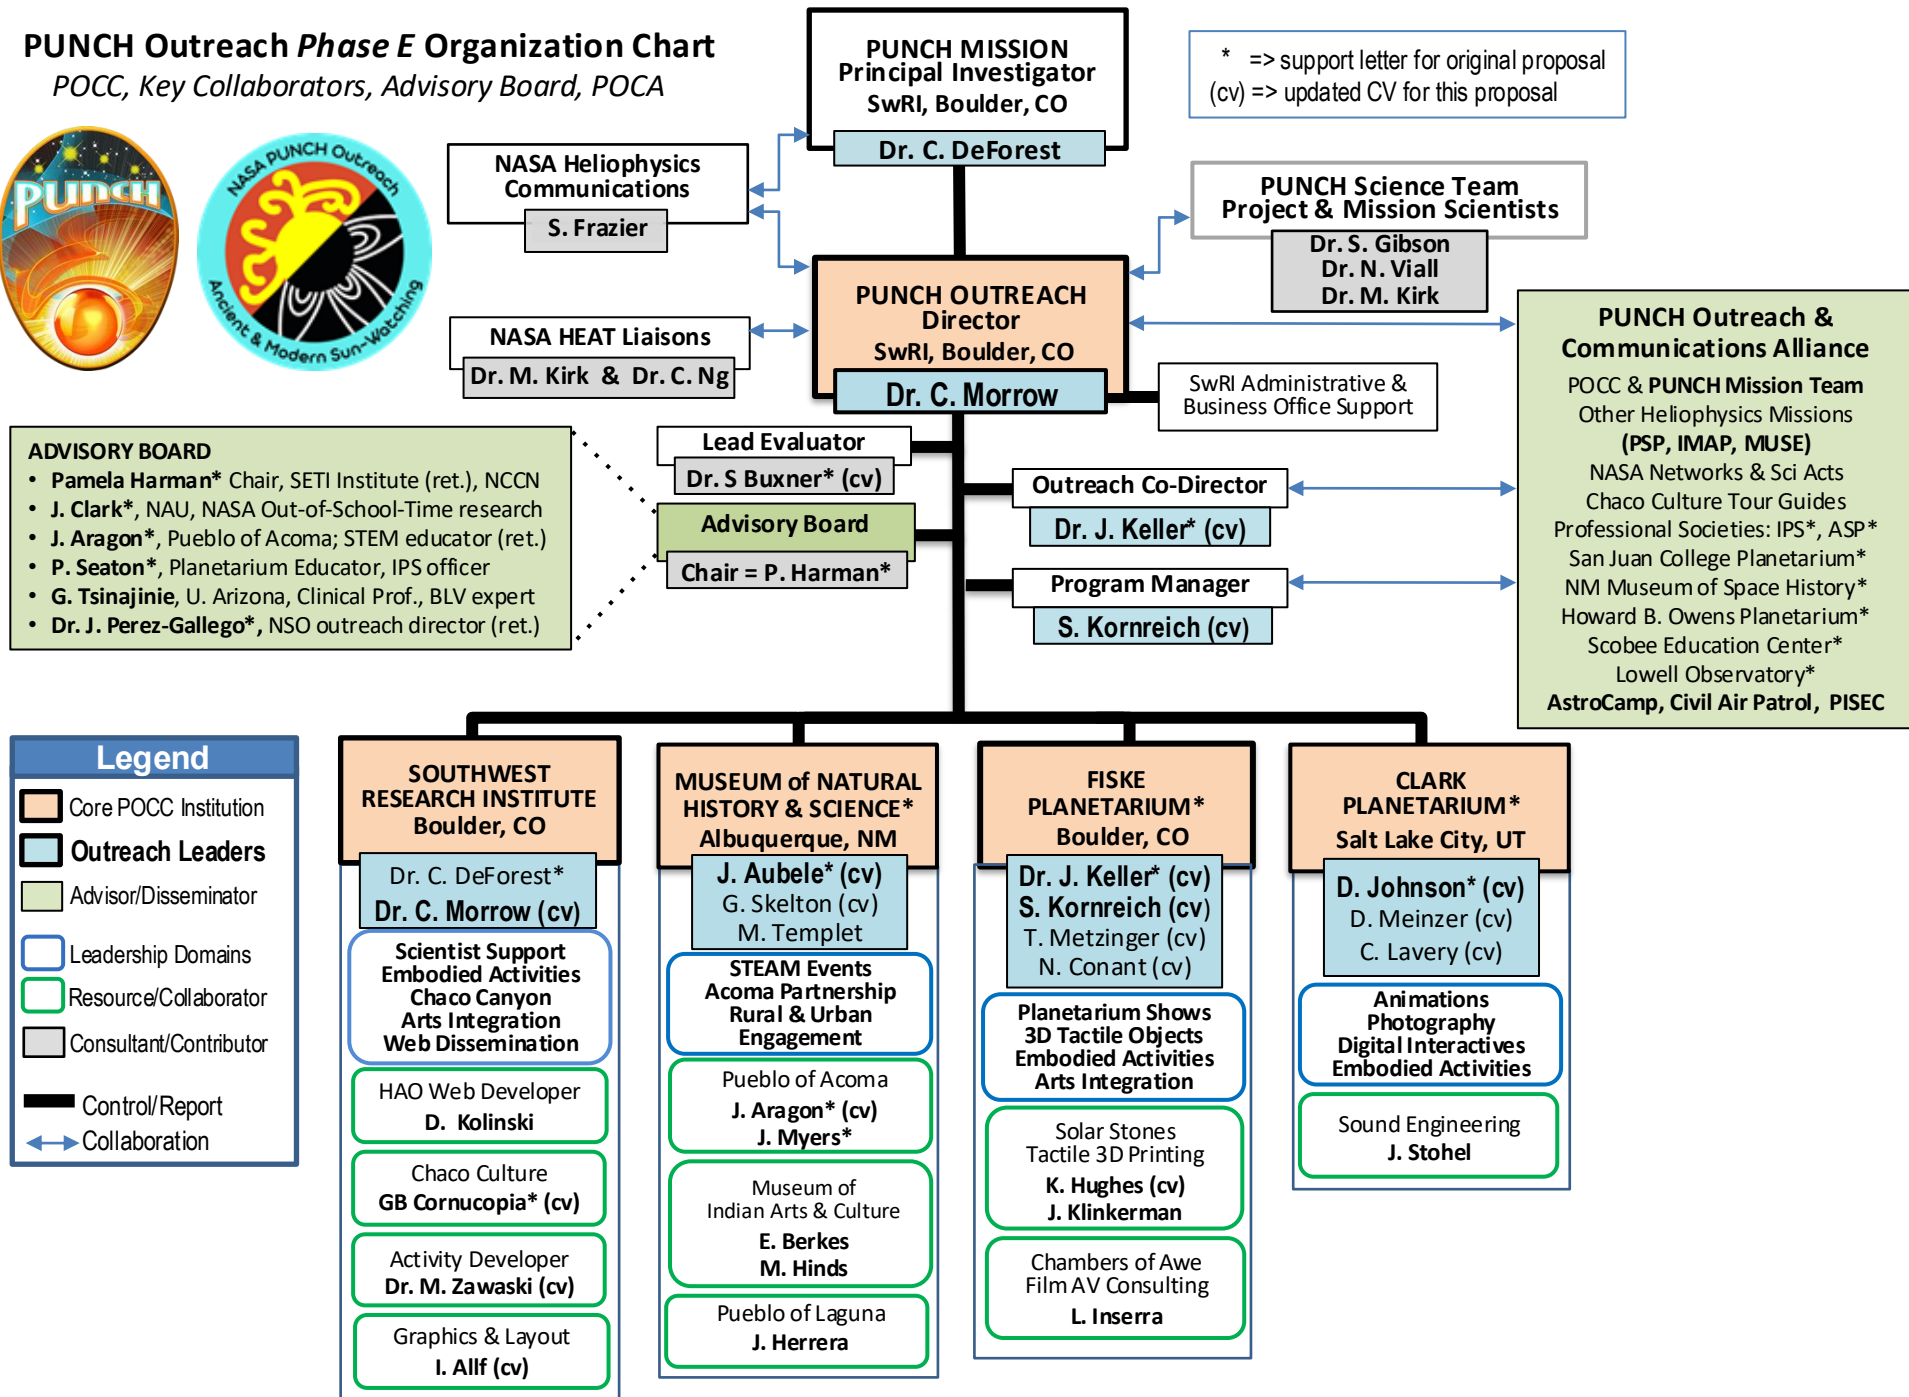 PUNCH Outreach Phase E Organization Chart
POCC, Key Collaborators, Advisory Board, POCA
PUNCH
NASA PUNCH Outreach
Ancient & Modern Sun-Watching
PUNCH MISSION
Principal Investigator
SwRI, Boulder, CO
Dr. C. DeForest
* => support letter for original proposal
(cv) => updated CV for this proposal
NASA Heliophysics
Communications
S. Frazier
PUNCH Science Team
Project & Mission Scientists
Dr. S. Gibson
Dr. N. Viall
Dr. M. Kirk
PUNCH OUTREACH
Director
SwRI, Boulder, CO
Dr. C. Morrow
NASA HEAT Liaisons
Dr. M. Kirk & Dr. C. Ng
SwRI Administrative &
Business Office Support
PUNCH Outreach &
Communications Alliance
POCC & PUNCH Mission Team
Other Heliophysics Missions
(PSP, IMAP, MUSE)
NASA Networks & Sci Acts
Chaco Culture Tour Guides
Professional Societies: IPS*, ASP*
San Juan College Planetarium*
NM Museum of Space History*
Howard B. Owens Planetarium*
Scobee Education Center*
Lowell Observatory*
AstroCamp, Civil Air Patrol, PISEC
ADVISORY BOARD
• Pamela Harman* Chair, SETI Institute (ret.), NCCN
• J. Clark*, NAU, NASA Out-of-School-Time research
• J. Aragon*, Pueblo of Acoma; STEM educator (ret.)
• P. Seaton*, Planetarium Educator, IPS officer
• G. Tsinajinie, U. Arizona, Clinical Prof., BLV expert
• Dr. J. Perez-Gallego*, NSO outreach director (ret.)
Lead Evaluator
Dr. S Buxner* (cv)
Advisory Board
Chair = P. Harman*
Outreach Co-Director
Dr. J. Keller* (cv)
Program Manager
S. Kornreich (cv)
Legend
Core POCC Institution
Outreach Leaders
Advisor/Disseminator
Leadership Domains
Resource/Collaborator
Consultant/Contributor
Control/Report
Collaboration
SOUTHWEST
RESEARCH INSTITUTE
Boulder, CO
Dr. C. DeForest*
Dr. C. Morrow (cv)
Scientist Support
Embodied Activities
Chaco Canyon
Arts Integration
Web Dissemination
HAO Web Developer
D. Kolinski
Chaco Culture
GB Cornucopia* (cv)
Activity Developer
Dr. M. Zawaski (cv)
Graphics & Layout
I. Allf (cv)
MUSEUM of NATURAL
HISTORY & SCIENCE*
Albuquerque, NM
J. Aubele* (cv)
G. Skelton (cv)
M. Templet
STEAM Events
Acoma Partnership
Rural & Urban
Engagement
Pueblo of Acoma
J. Aragon* (cv)
J. Myers*
Museum of
Indian Arts & Culture
E. Berkes
M. Hinds
Pueblo of Laguna
J. Herrera
FISKE
PLANETARIUM*
Boulder, CO
Dr. J. Keller* (cv)
S. Kornreich (cv)
T. Metzinger (cv)
N. Conant (cv)
Planetarium Shows
3D Tactile Objects
Embodied Activities
Arts Integration
Solar Stones
Tactile 3D Printing
K. Hughes (cv)
J. Klinkerman
Chambers of Awe
Film AV Consulting
L. Inserra
CLARK
PLANETARIUM*
Salt Lake City, UT
D. Johnson* (cv)
D. Meinzer (cv)
C. Lavery (cv)
Animations
Photography
Digital Interactives
Embodied Activities
Sound Engineering
J. Stohel